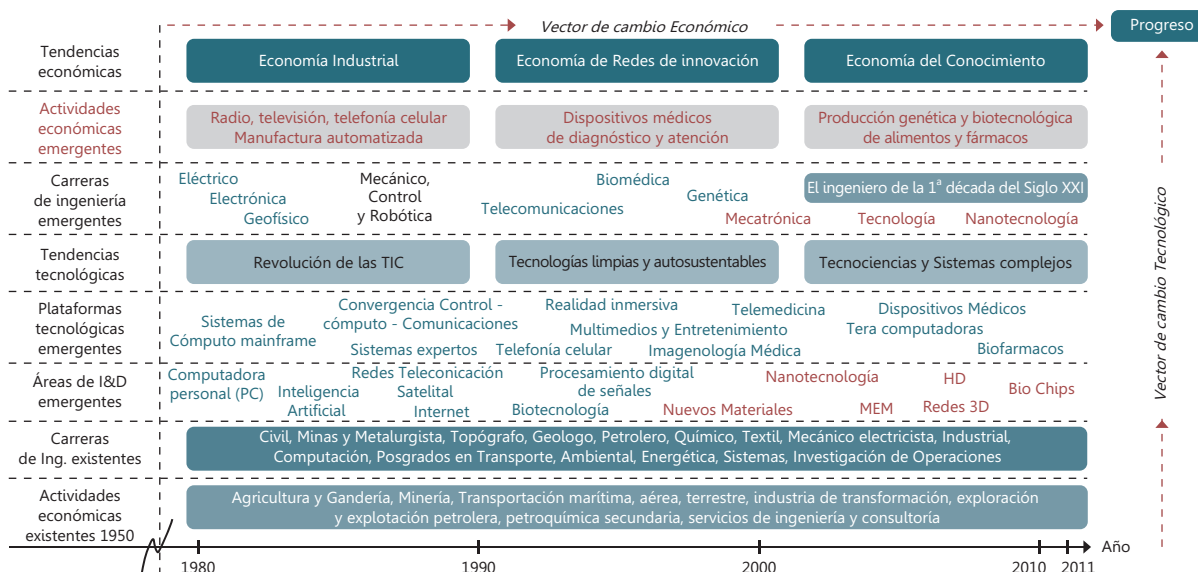 Vector de cambio Económico
Progreso
Tendencias
económicas
Economía Industrial
Economía de Redes de innovación
Economía del Conocimiento
Actividades
económicas
emergentes
Radio, televisión, telefonía celular
Manufactura automatizada
Dispositivos médicos
de diagnóstico y atención
Producción genética y biotecnológica
de alimentos y fármacos
Carreras
de ingeniería
emergentes
Eléctrico
Electrónica
Geofísico
Mecánico,
Control
y Robótica
Telecomunicaciones
Biomédica
Genética
Mecatrónica
El ingeniero de la 1ª década del Siglo XXI
Tecnología
Nanotecnología
Tendencias
tecnológicas
Revolución de las TIC
Tecnologías limpias y autosustentables
Tecnociencias y Sistemas complejos
Plataformas
tecnológicas
emergentes
Sistemas de
Cómputo mainframe
Convergencia Control -
cómputo - Comunicaciones
Sistemas expertos
Realidad inmersiva
Multimedios y Entretenimiento
Telefonía celular
Imagenología Médica
Telemedicina
Dispositivos Médicos
Tera computadoras
Biofarmacos
Áreas de I&D
emergentes
Computadora
personal (PC)
Inteligencia
Artificial
Redes Teleconicación
Satelital
Internet
Procesamiento digital
de señales
Biotecnología
Nanotecnología
Nuevos Materiales
MEM
HD
Redes 3D
Bio Chips
Carreras
de Ing. existentes
Civil, Minas y Metalurgista, Topógrafo, Geologo, Petrolero, Químico, Textil, Mecánico electricista, Industrial,
Computación, Posgrados en Transporte, Ambiental, Energética, Sistemas, Investigación de Operaciones
Actividades
económicas
existentes 1950
Agricultura y Gandería, Minería, Transportación marítima, aérea, terrestre, industria de transformación, exploración
y explotación petrolera, petroquímica secundaria, servicios de ingeniería y consultoría
Vector de cambio Tecnológico
Año
1980
1990
2000
2010
2011